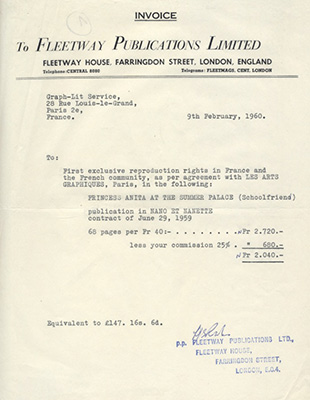 INVOICE
To FLEETWAY PUBLICATIONS LIMITED
FLEETWAY HOUSE, FARRINGDON STREET, LONDON, ENGLAND
Telephone: CENTRAL 8080 Telegrams: FLEETMAGS, CENT. LONDON
Graph-Lit Service,
28 Rue Louis-le-Grand,
Paris 2e,
France.
9th February, 1960.
To:
First exclusive reproduction rights in France and
the French community, as per agreement with LES ARTS
GRAPHIQUES, Paris, in the following:
PRINCESS ANITA AT THE SUMMER PALACE (Schoolfriend)
publication in NANO ET NANETTE
contract of June 29, 1959
68 pages per Fr 40:- . . . . . . . . NFr 2.720.-
less your commission 25% . " 680.-
NFr 2.040.-
Equivalent to £147. 16s. 6d.
p.p. FLEETWAY PUBLICATIONS LTD.,
FLEETWAY HOUSE,
FARRINGDON STREET,
LONDON, E.C.4.